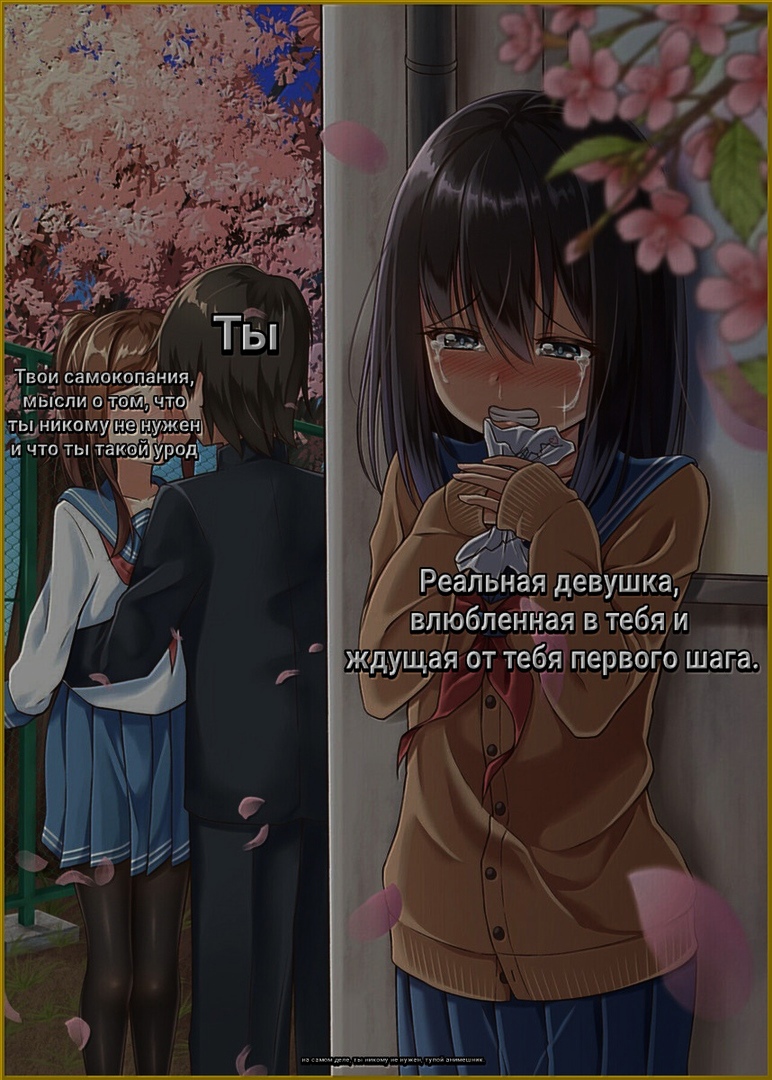 Ты
Твои самокопания,
мысли о том, что
ты никому не нужен
и что ты такой урод
Реальная девушка,
влюбленная в тебя и
ждущая от тебя первого шага.
на самом деле, ты никому не нужен, тупой анимешник.